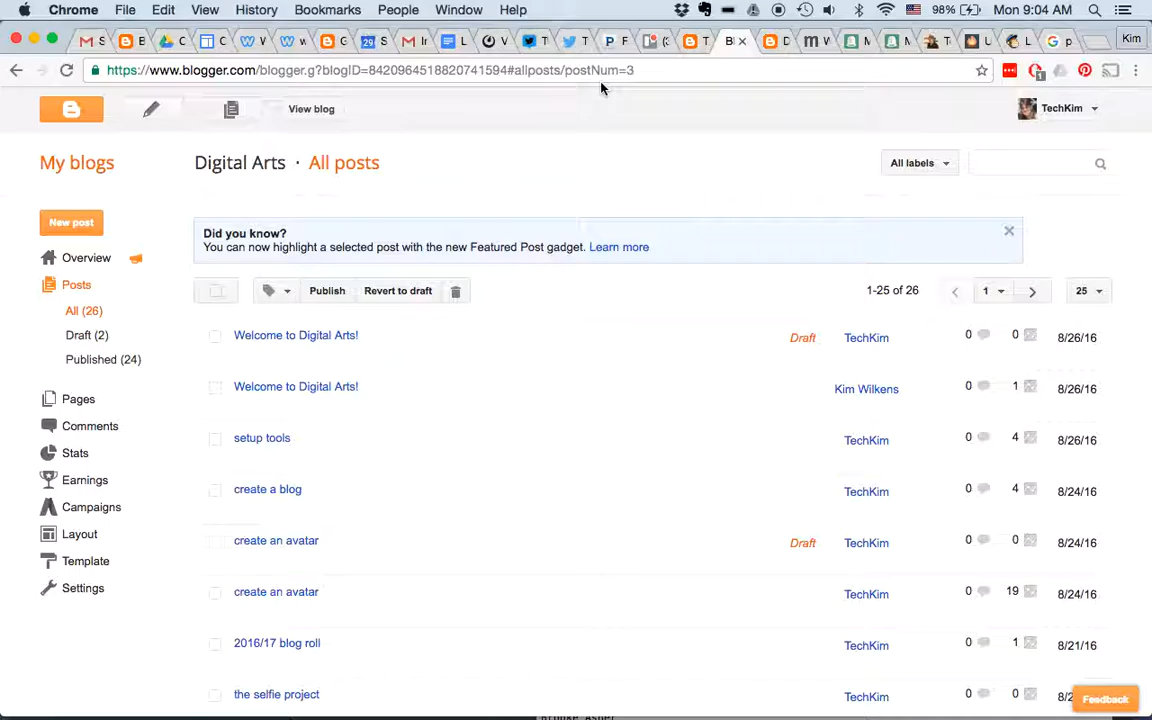 Chrome File Edit View History Bookmarks People Window Help 98% Mon 9:04 AM
Kim
https://www.blogger.com/blogger.g?blogID=8420964518820741594#allposts/postNum=3
View blog TechKim
My blogs Digital Arts · All posts All labels
New post
Did you know?
You can now highlight a selected post with the new Featured Post gadget. Learn more
Overview
Posts
All (26)
Draft (2)
Published (24)
Pages
Comments
Stats
Earnings
Campaigns
Layout
Template
Settings
Publish Revert to draft 1-25 of 26 1 25
Welcome to Digital Arts! Draft TechKim 0 0 8/26/16
Welcome to Digital Arts! Kim Wilkens 0 1 8/26/16
setup tools TechKim 0 4 8/26/16
create a blog TechKim 0 4 8/24/16
create an avatar Draft TechKim 0 0 8/24/16
create an avatar TechKim 0 19 8/24/16
2016/17 blog roll TechKim 0 1 8/21/16
the selfie project TechKim 0 0
Feedback